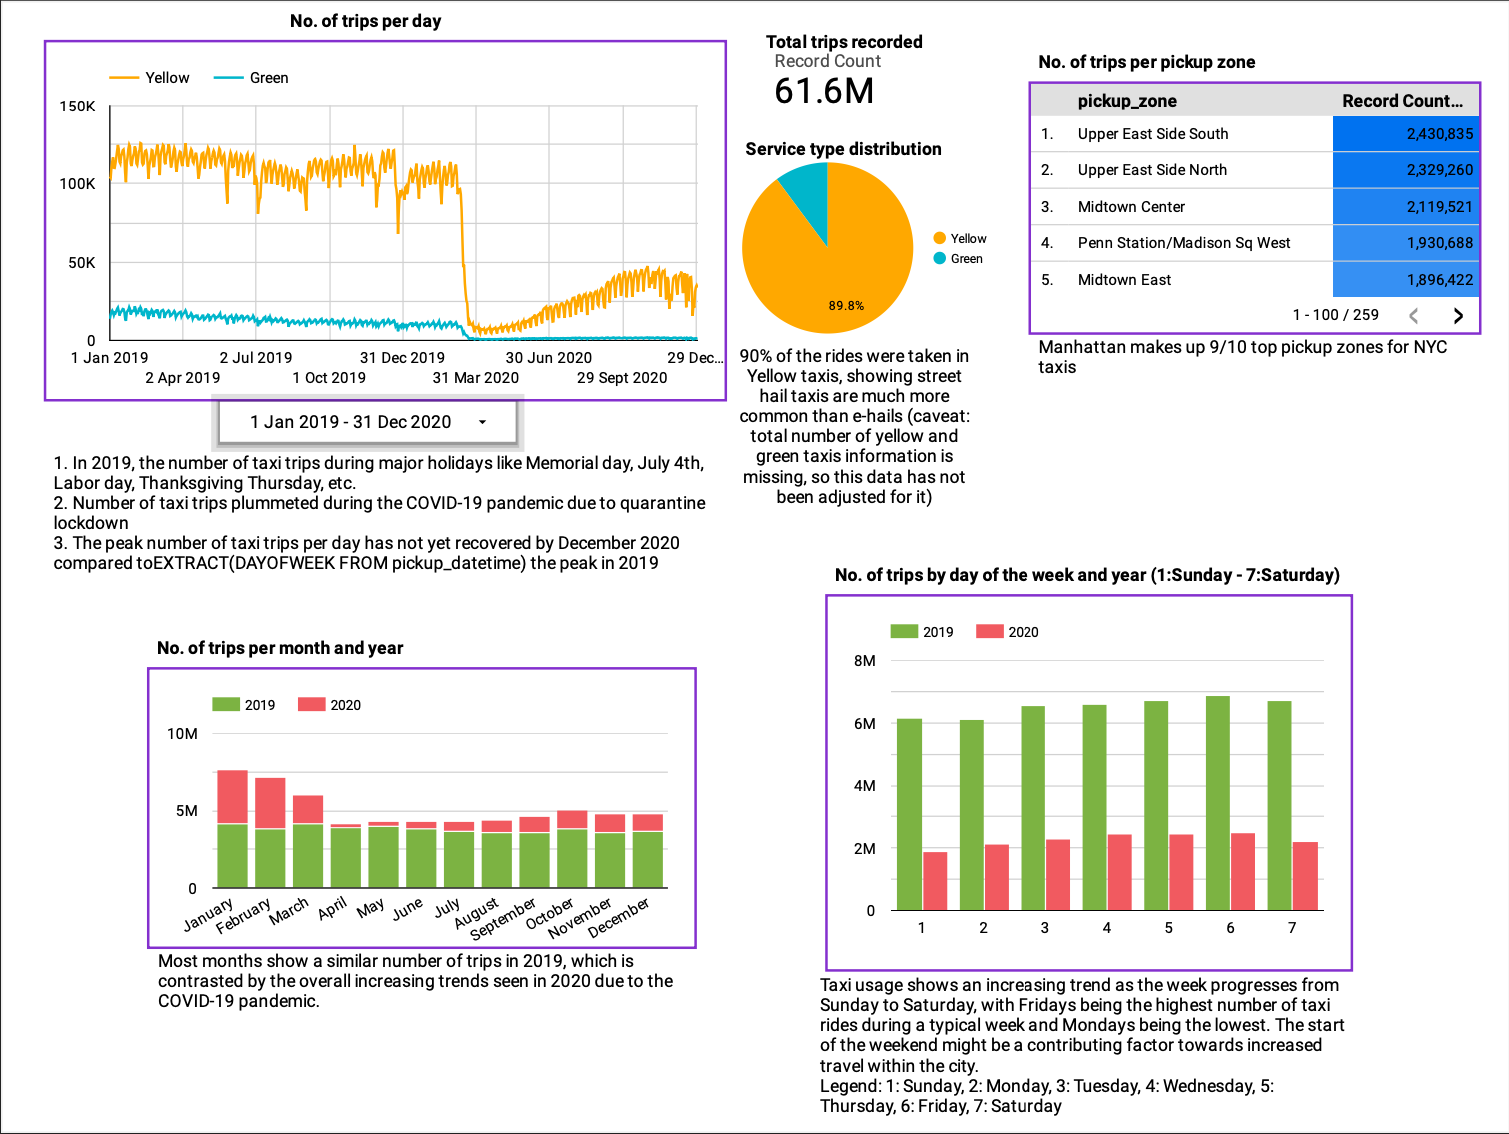 No. of trips per day
Yellow
Green
150K
100K
50K
0
1 Jan 2019
2 Jul 2019
31 Dec 2019
30 Jun 2020
29 Dec...
2 Apr 2019
1 Oct 2019
31 Mar 2020
29 Sept 2020
1 Jan 2019 - 31 Dec 2020
1. In 2019, the number of taxi trips during major holidays like Memorial day, July 4th,
Labor day, Thanksgiving Thursday, etc.
2. Number of taxi trips plummeted during the COVID-19 pandemic due to quarantine
lockdown
3. The peak number of taxi trips per day has not yet recovered by December 2020
compared toEXTRACT(DAYOFWEEK FROM pickup_datetime) the peak in 2019
Total trips recorded
Record Count
61.6M
Service type distribution
Yellow
Green
89.8%
90% of the rides were taken in
Yellow taxis, showing street
hail taxis are much more
common than e-hails (caveat:
total number of yellow and
green taxis information is
missing, so this data has not
been adjusted for it)
No. of trips per pickup zone
pickup_zone Record Count...
1. Upper East Side South 2,430,835
2. Upper East Side North 2,329,260
3. Midtown Center 2,119,521
4. Penn Station/Madison Sq West 1,930,688
5. Midtown East 1,896,422
1 - 100 / 259
Manhattan makes up 9/10 top pickup zones for NYC
taxis
No. of trips per month and year
2019
2020
10M
5M
0
January
February
March
April
May
June
July
August
September
October
November
December
Most months show a similar number of trips in 2019, which is
contrasted by the overall increasing trends seen in 2020 due to the
COVID-19 pandemic.
No. of trips by day of the week and year (1:Sunday - 7:Saturday)
2019
2020
8M
6M
4M
2M
0
1
2
3
4
5
6
7
Taxi usage shows an increasing trend as the week progresses from
Sunday to Saturday, with Fridays being the highest number of taxi
rides during a typical week and Mondays being the lowest. The start
of the weekend might be a contributing factor towards increased
travel within the city.
Legend: 1: Sunday, 2: Monday, 3: Tuesday, 4: Wednesday, 5:
Thursday, 6: Friday, 7: Saturday